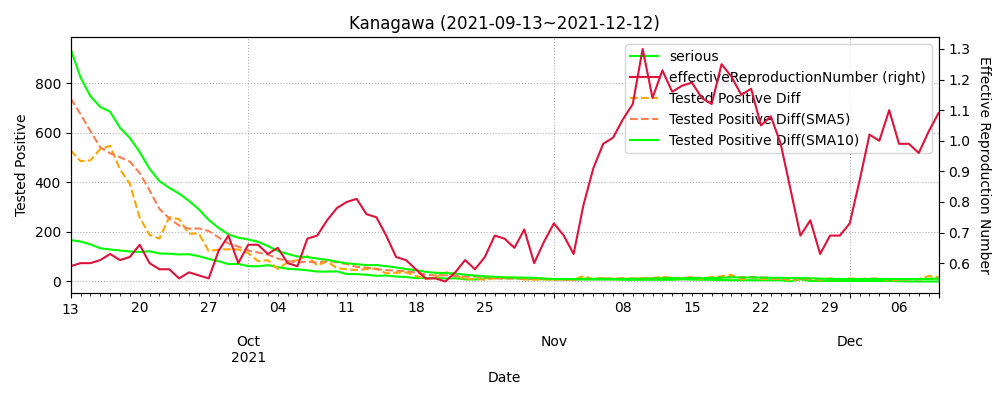 Kanagawa (2021-09-13~2021-12-12)
Tested Positive
0
200
400
600
800
serious
effectiveReproductionNumber (right)
Tested Positive Diff
Tested Positive Diff(SMA5)
Tested Positive Diff(SMA10)
1.3
1.2
1.1
1.0
0.9
0.8
0.7
0.6
Effective Reproduction Number
13 20 27 04 11 18 25 08 15 22 29 06
Oct Nov Dec
2021
Date